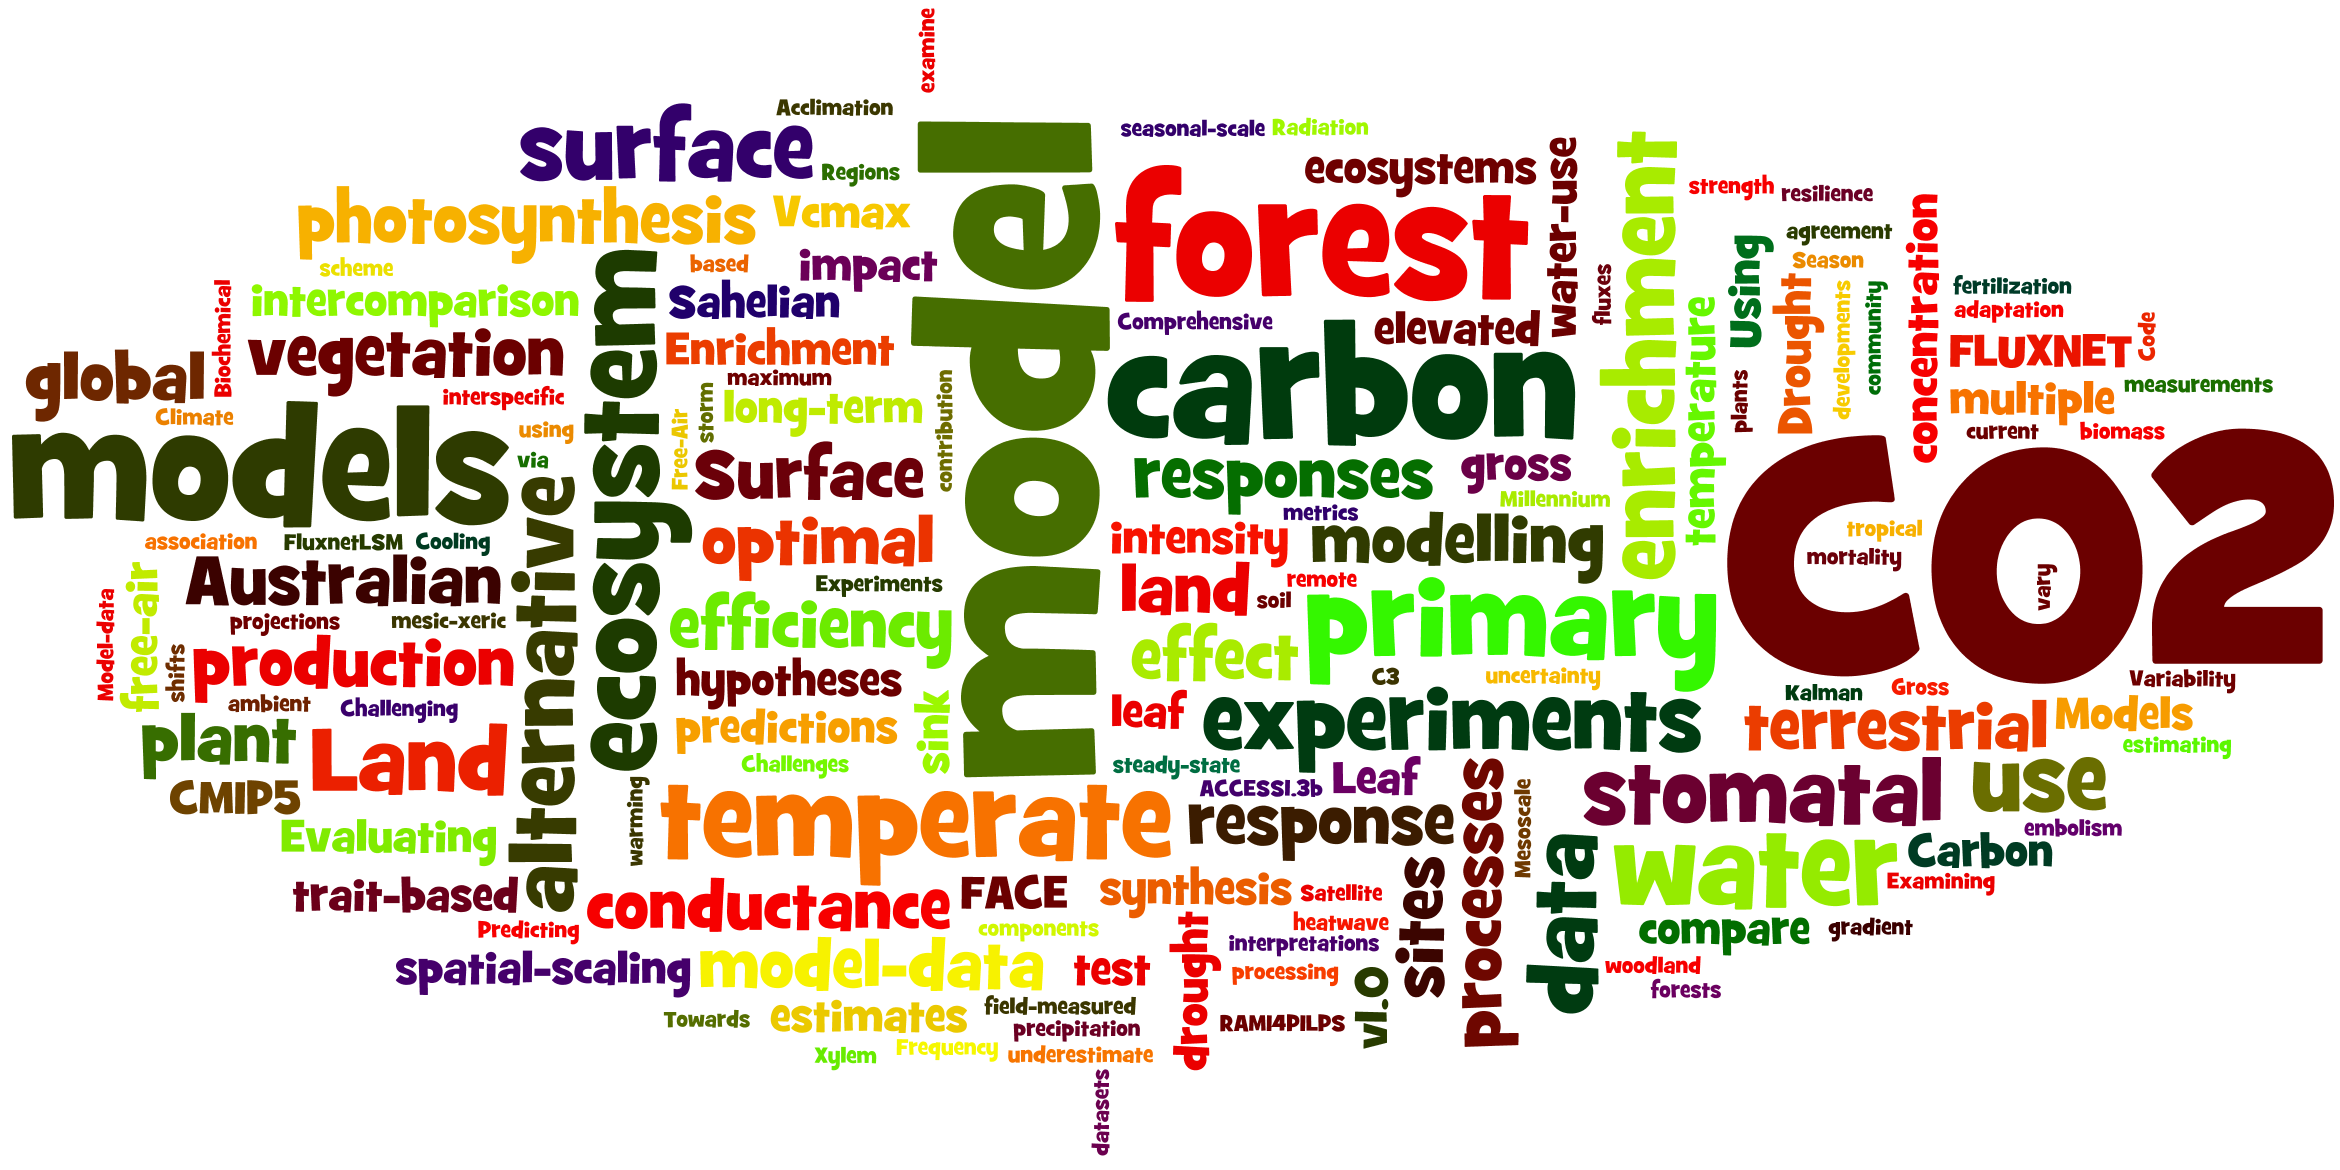 examine
Acclimation
surface
Regions
seasonal-scale
Radiation
photosynthesis
Vcmax
model
forest
ecosystems
water-use
enrichment
strength
resilience
scheme
based
impact
fluxes
agreement
Season
Using
concentration
Biochemical
intercomparison
ecosystem
Sahelian
Comprehensive
elevated
temperature
Drought
developments
community
fertilization
adaptation
global
vegetation
Enrichment
maximum
carbon
plants
FLUXNET
Code
Climate
interspecific
using
storm
long-term
contribution
multiple
measurements
models
via
Free-Air
Surface
responses
gross
Millennium
current
biomass
association
FluxnetLSM
Cooling
alternative
optimal
metrics
intensity
modelling
CO2
tropical
mortality
vary
Australian
Experiments
land
remote
soil
primary
Model-data
free-air
projections
mesic-xeric
efficiency
effect
shifts
production
hypotheses
C3
uncertainty
Kalman
Gross
Variability
ambient
Challenging
sink
leaf
experiments
terrestrial
Models
plant
Land
predictions
Challenges
steady-state
estimating
CMIP5
warming
temperate
ACCESS1.3b
Leaf
processes
Mesoscale
stomatal
use
Evaluating
response
embolism
trait-based
conductance
FACE
synthesis
Satellite
sites
data
water
Carbon
Examining
Predicting
components
drought
heatwave
interpretations
compare
gradient
spatial-scaling
model-data
test
processing
v1.0
woodland
forests
Towards
estimates
field-measured
precipitation
RAMI4PILPS
Xylem
Frequency
underestimate
datasets